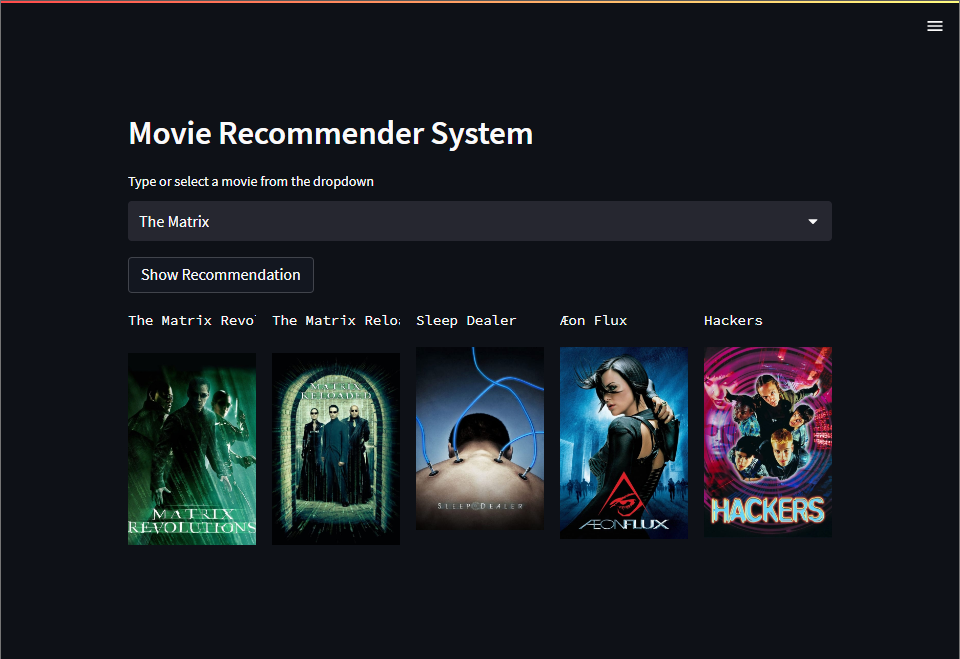 Movie Recommender System
Type or select a movie from the dropdown
The Matrix
Show Recommendation
The Matrix Revo
The Matrix Relo
Sleep Dealer
Æon Flux
Hackers
MATRIX
REVOLUTIONS
MATRIX
RELOADED
SLEEP DEALER
ÆONFLUX
HACKERS